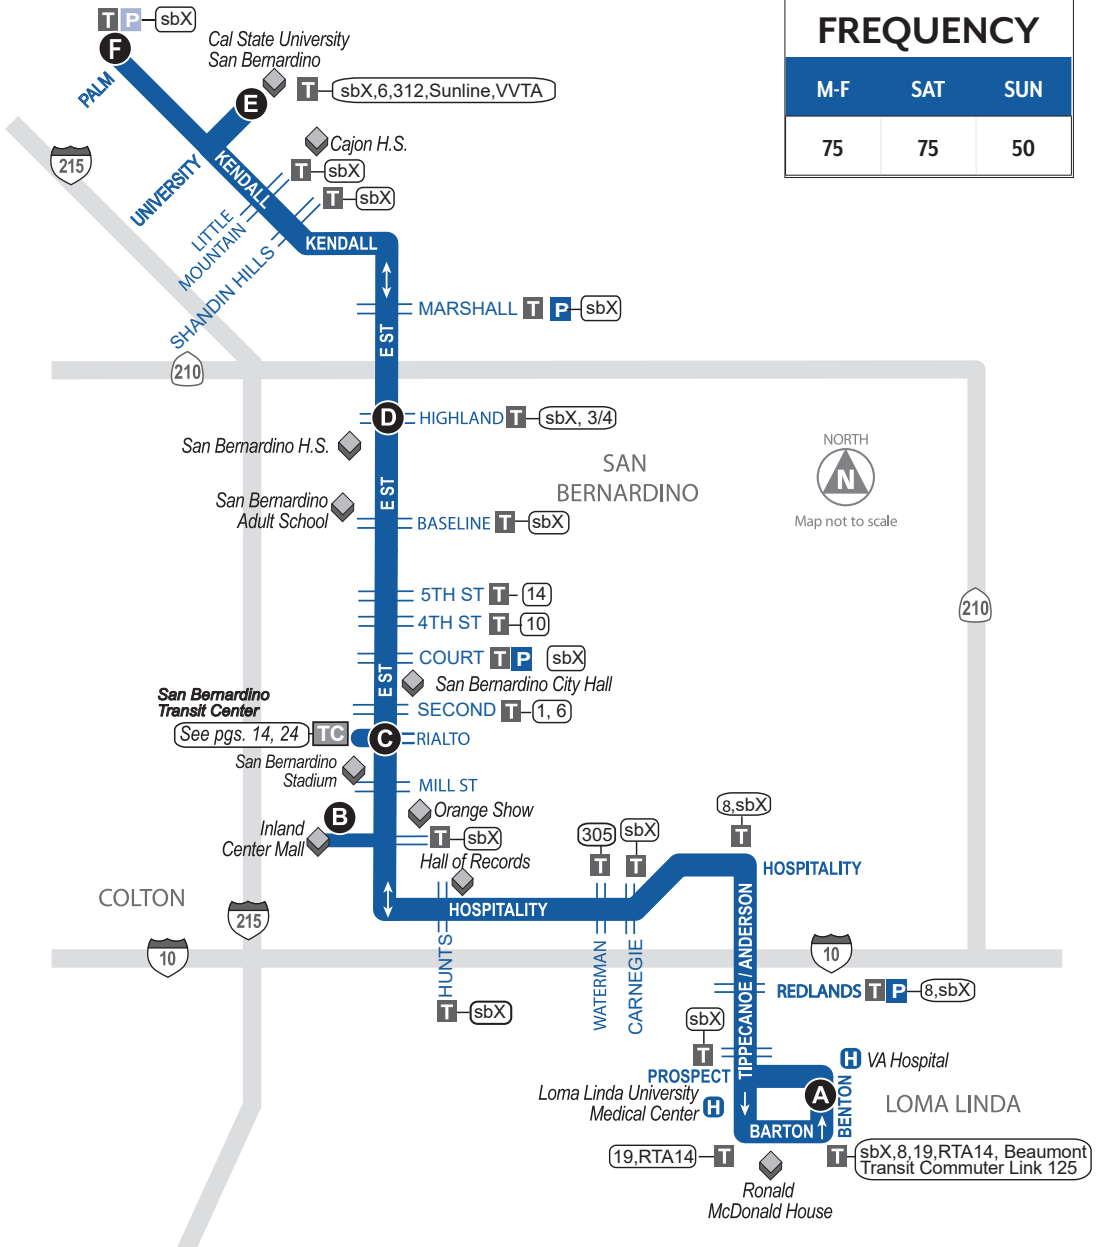 T P sbX
F
Cal State University
San Bernardino
PALM
E
T sbX,6,312,Sunline,VVTA
FREQUENCY
M-F SAT SUN
75 75 50
215
UNIVERSITY
KENDALL
Cajon H.S.
T sbX
T sbX
LITTLE
MOUNTAIN
SHANDIN HILLS
KENDALL
MARSHALL T P sbX
E ST
210
D
HIGHLAND T sbX, 3/4
San Bernardino H.S.
SAN
BERNARDINO
NORTH
N
Map not to scale
E ST
San Bernardino
Adult School
BASELINE T sbX
5TH ST T 14
4TH ST T 10
210
COURT T P sbX
E ST
San Bernardino City Hall
San Bernardino
Transit Center
SECOND T 1, 6
See pgs. 14, 24 TC
C
RIALTO
San Bernardino
Stadium
MILL ST
B
Orange Show
Inland
Center Mall
T sbX
Hall of Records
305
T
sbX
T
8,sbX
T
HOSPITALITY
COLTON
215
HOSPITALITY
10
10
HUNTS
T sbX
WATERMAN
CARNEGIE
TIPPECANOE / ANDERSON
REDLANDS T P 8,sbX
sbX
T
PROSPECT
H VA Hospital
Loma Linda University
Medical Center H
A
BENTON
LOMA LINDA
BARTON
19,RTA14 T
T sbX,8,19,RTA14, Beaumont
Transit Commuter Link 125
Ronald
McDonald House